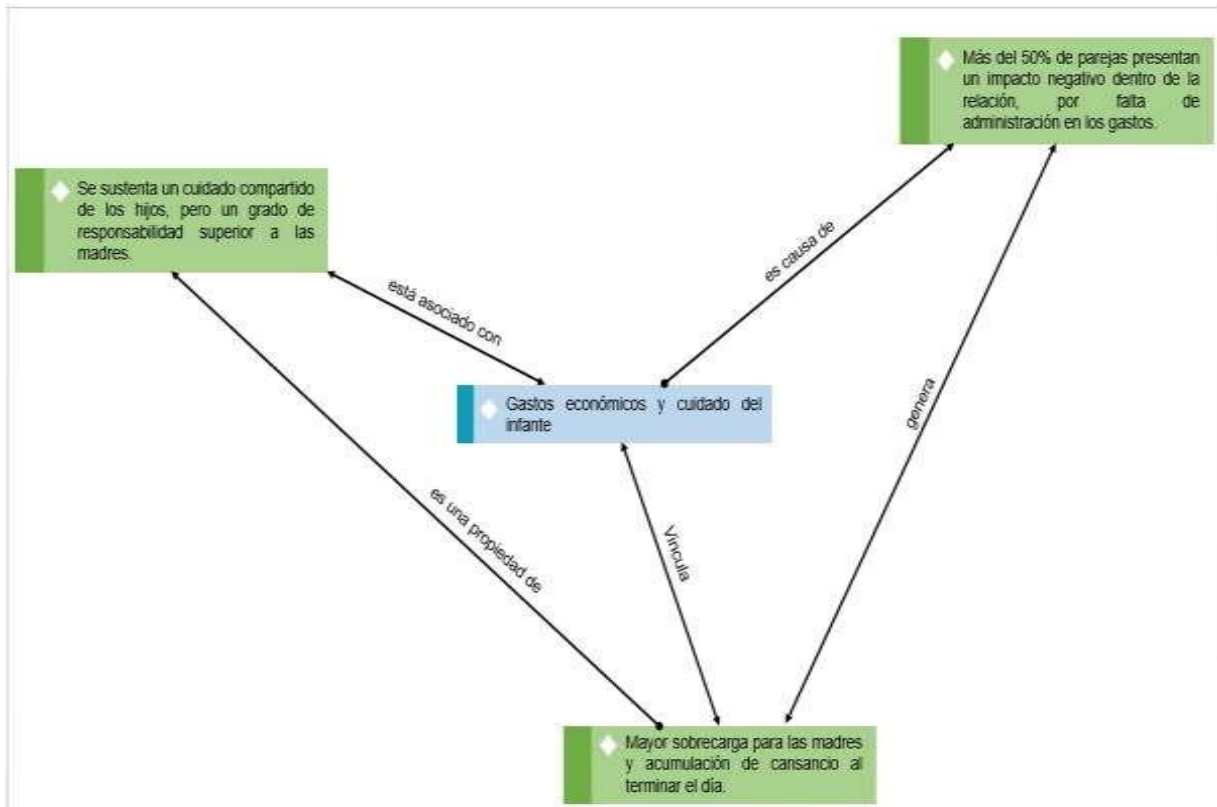 Más del 50% de parejas presentan
un impacto negativo dentro de la
relación, por falta de
administración en los gastos.
Se sustenta un cuidado compartido
de los hijos, pero un grado de
responsabilidad superior a las
madres.
es causa de
está asociado con
Gastos económicos y cuidado del
infante
genera
es una propiedad de
Vincula
Mayor sobrecarga para las madres
y acumulación de cansancio al
terminar el día.